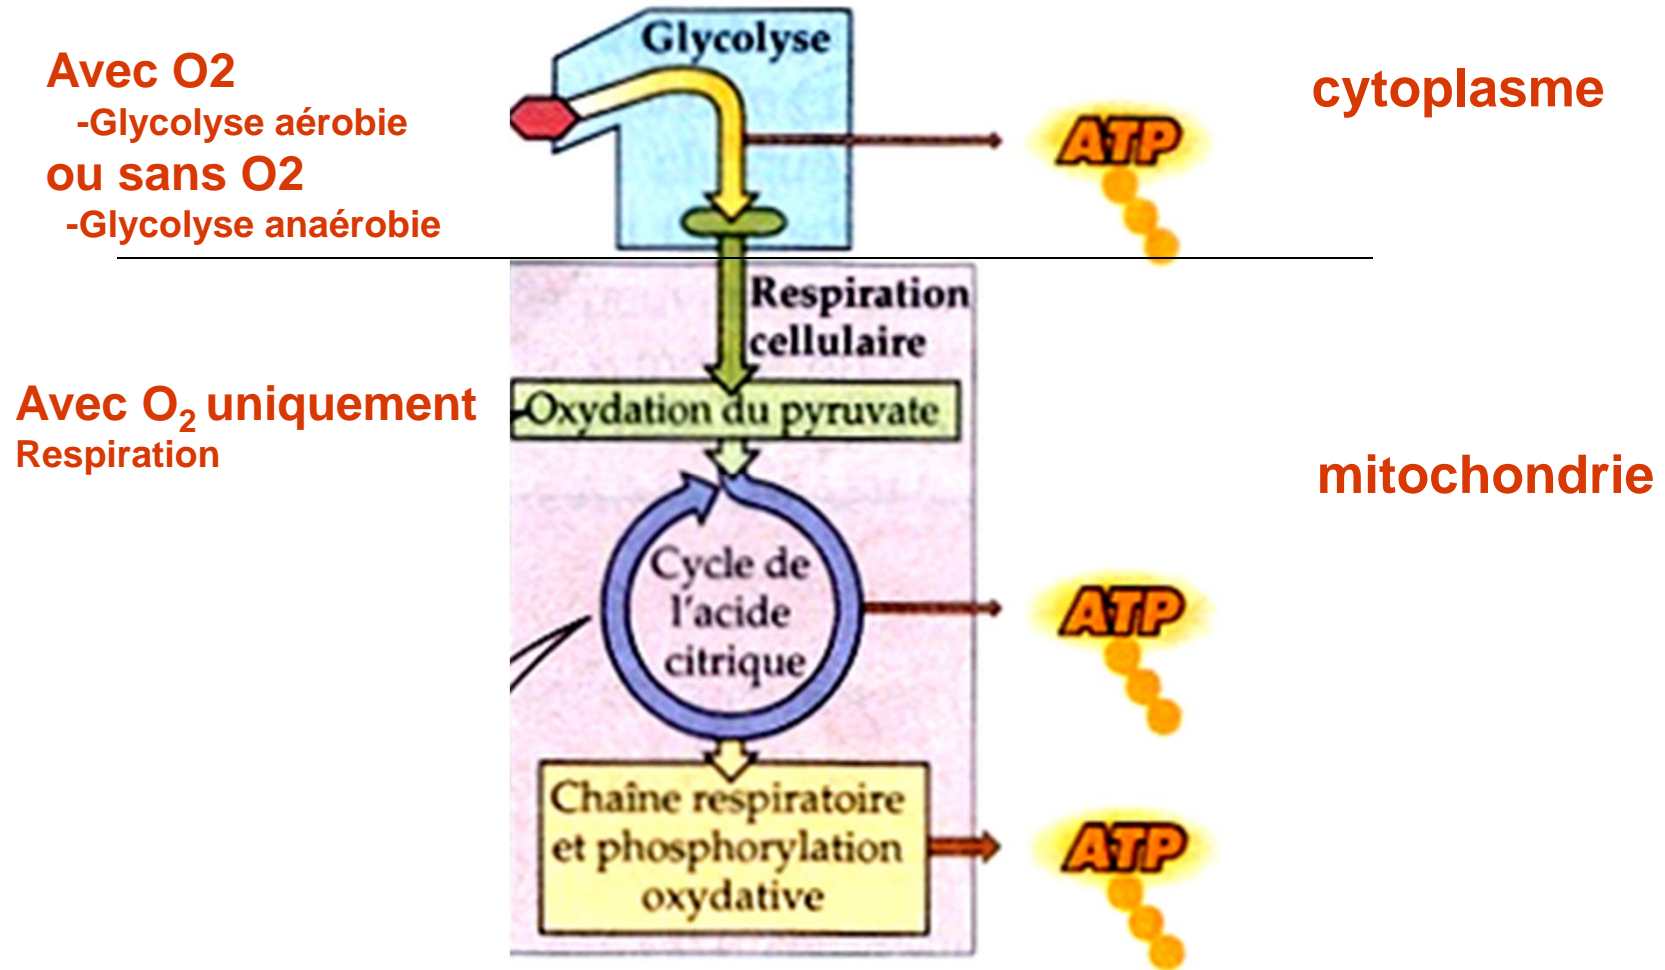 Avec O2
-Glycolyse aérobie
ou sans O2
-Glycolyse anaérobie
Glycolyse
ATP
cytoplasme
Respiration
cellulaire
Avec O₂ uniquement
Respiration
Oxydation du pyruvate
mitochondrie
Cycle de
l'acide
citrique
ATP
Chaîne respiratoire
et phosphorylation
oxydative
ATP